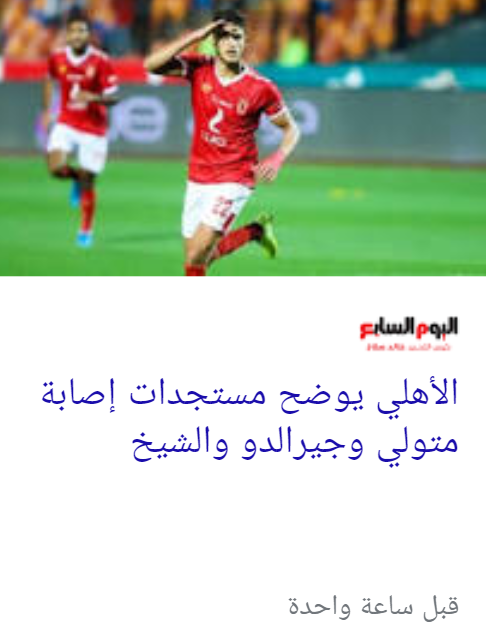 اليوم السابع
الأهلي يوضح مستجدات إصابة
متولي وجيرالدو والشيخ
قبل ساعة واحدة